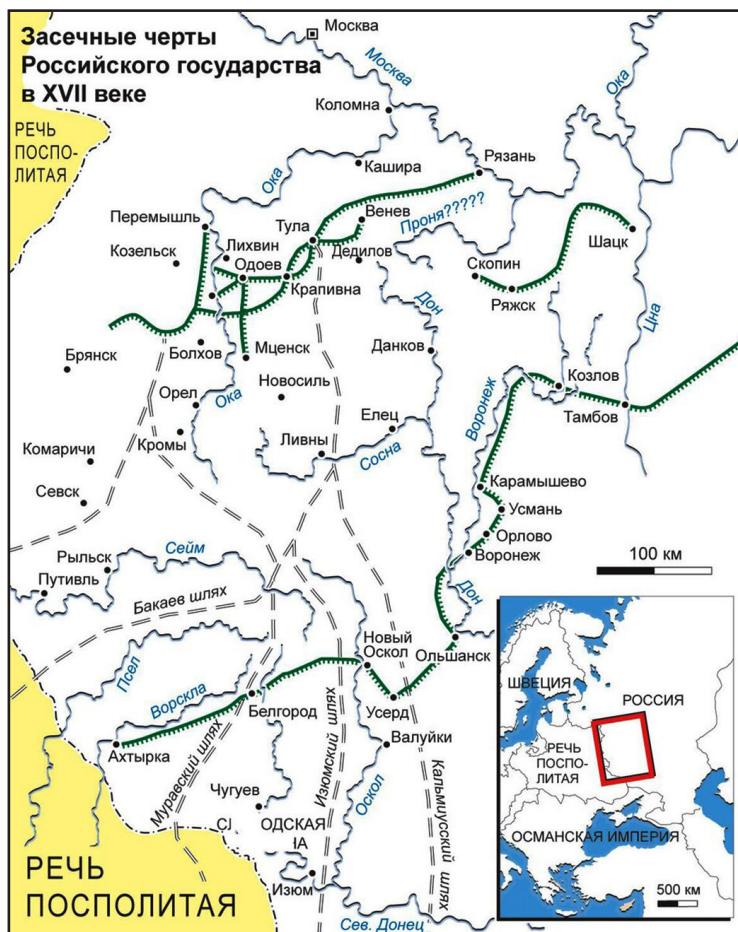 Засечные черты
Российского государства
в XVII веке
Москва
Москва
Ока
РЕЧЬ
ПОСПО-
ЛИТАЯ
Коломна
Кашира
Рязань
Ока
Перемышль
Тула
Венев
Проня?????
Козельск
Лихвин
Одоев
Дедилов
Крапивна
Скопин
Шацк
Ряжск
Дон
Цна
Брянск
Болхов
Мценск
Данков
Козлов
Тамбов
Орел
Ока
Новосиль
Воронеж
Елец
Кромы
Ливны
Сосна
Комаричи
Севск
Карамышево
Усмань
Орлово
Воронеж
100 км
Рыльск
Сейм
Путивль
Бакаев шлях
Дон
Псел
Новый
Оскол
Ольшанск
Ворскла
Белгород
Усерд
Ахтырка
Валуйки
Муравский шлях
Изюмский шлях
Оскол
Кальмиусский шлях
Чугуев
ОДСКАЯ
Изюм
Сев. Донец
РЕЧЬ
ПОСПОЛИТАЯ
ШВЕЦИЯ
РОССИЯ
РЕЧЬ
ПОСПО-
ЛИТАЯ
ОСМАНСКАЯ ИМПЕРИЯ
500 км